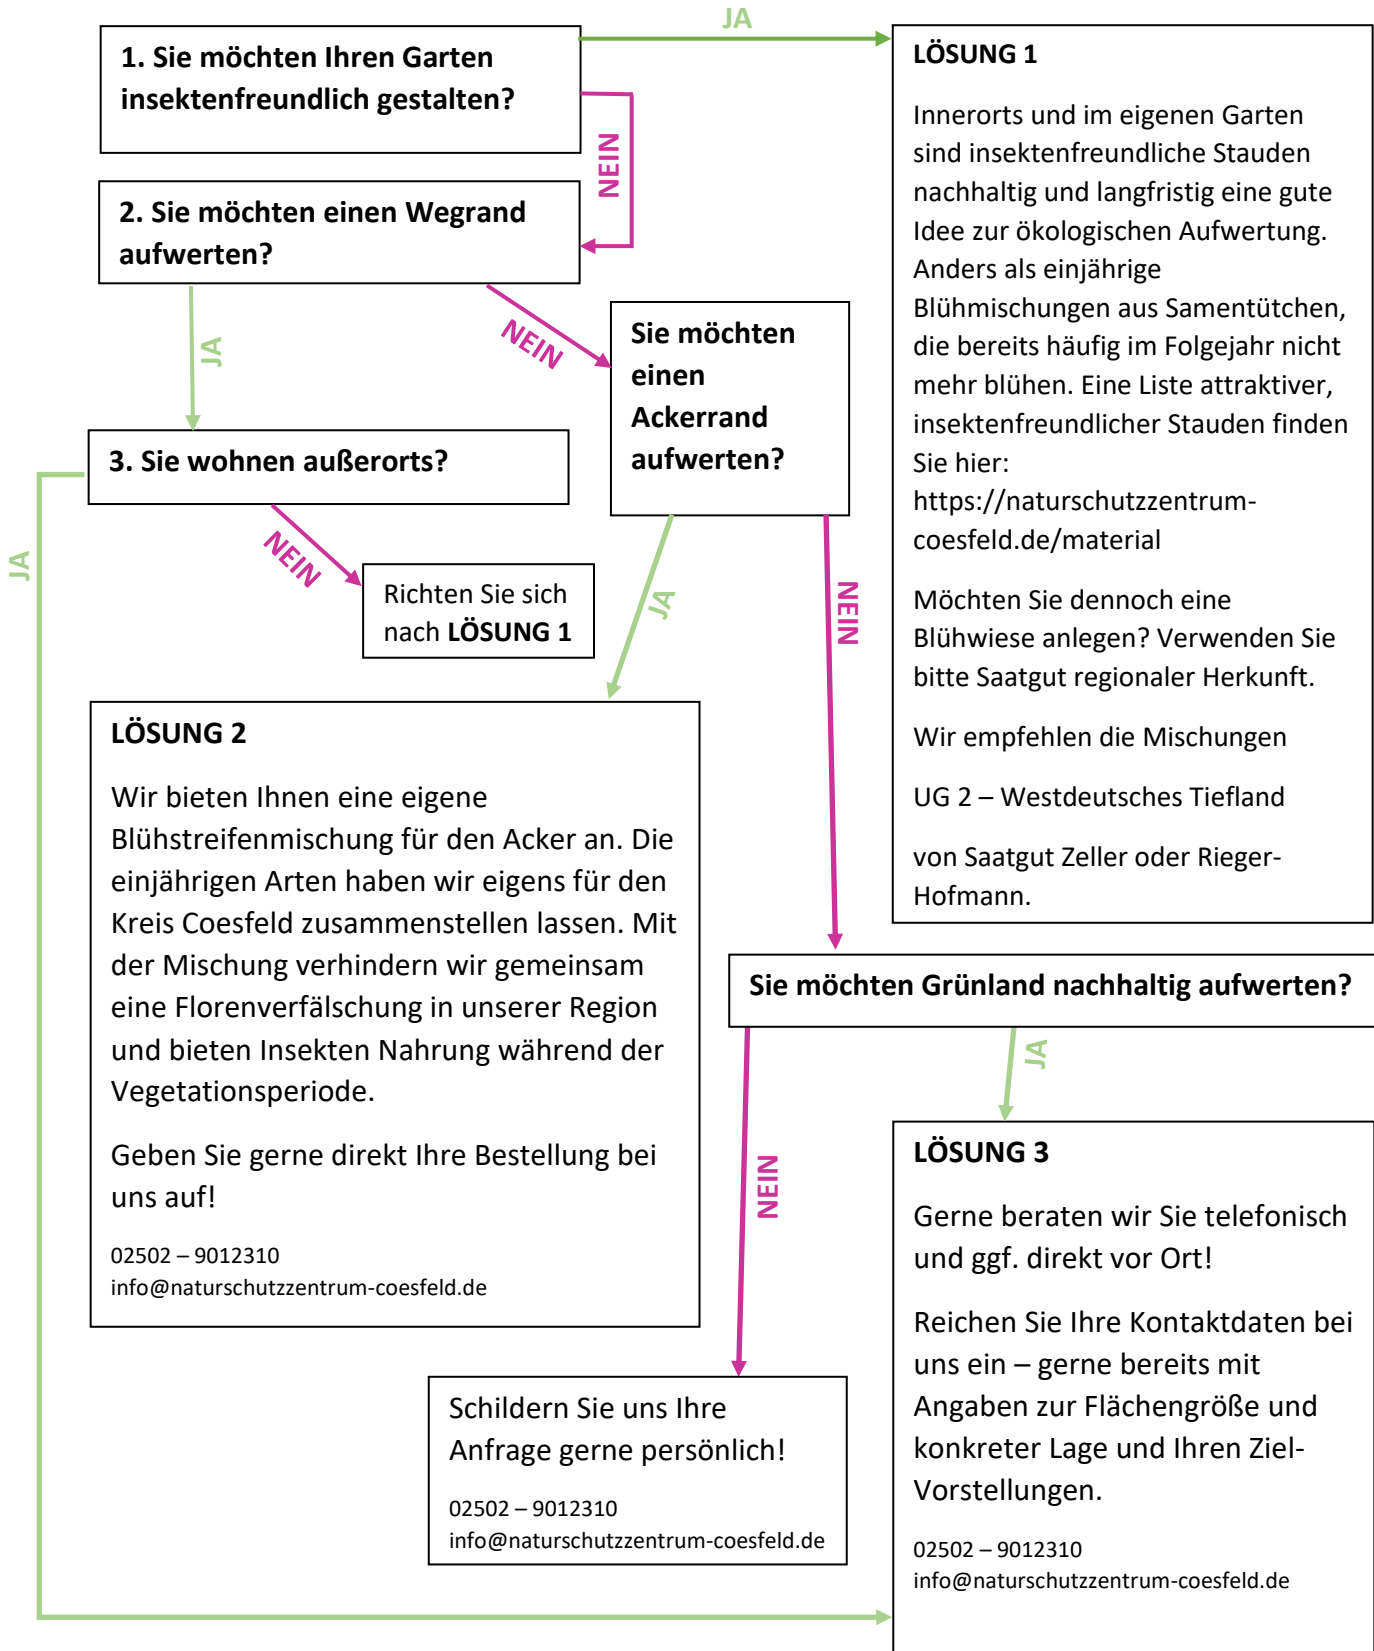 JA
1. Sie möchten Ihren Garten
insektenfreundlich gestalten?
NEIN
2. Sie möchten einen Wegrand
aufwerten?
JA
NEIN
Sie möchten
einen
Ackerrand
aufwerten?
3. Sie wohnen außerorts?
JA
NEIN
Richten Sie sich
nach LÖSUNG 1
JA
NEIN
LÖSUNG 1
Innerorts und im eigenen Garten
sind insektenfreundliche Stauden
nachhaltig und langfristig eine gute
Idee zur ökologischen Aufwertung.
Anders als einjährige
Blühmischungen aus Samentütchen,
die bereits häufig im Folgejahr nicht
mehr blühen. Eine Liste attraktiver,
insektenfreundlicher Stauden finden
Sie hier:
https://naturschutzzentrum-
coesfeld.de/material
Möchten Sie dennoch eine
Blühwiese anlegen? Verwenden Sie
bitte Saatgut regionaler Herkunft.
Wir empfehlen die Mischungen
UG 2 – Westdeutsches Tiefland
von Saatgut Zeller oder Rieger-
Hofmann.
LÖSUNG 2
Wir bieten Ihnen eine eigene
Blühstreifenmischung für den Acker an. Die
einjährigen Arten haben wir eigens für den
Kreis Coesfeld zusammenstellen lassen. Mit
der Mischung verhindern wir gemeinsam
eine Florenverfälschung in unserer Region
und bieten Insekten Nahrung während der
Vegetationsperiode.
Geben Sie gerne direkt Ihre Bestellung bei
uns auf!
02502 – 9012310
info@naturschutzzentrum-coesfeld.de
Sie möchten Grünland nachhaltig aufwerten?
JA
NEIN
LÖSUNG 3
Gerne beraten wir Sie telefonisch
und ggf. direkt vor Ort!
Reichen Sie Ihre Kontaktdaten bei
uns ein – gerne bereits mit
Angaben zur Flächengröße und
konkreter Lage und Ihren Ziel-
Vorstellungen.
02502 – 9012310
info@naturschutzzentrum-coesfeld.de
Schildern Sie uns Ihre
Anfrage gerne persönlich!
02502 – 9012310
info@naturschutzzentrum-coesfeld.de